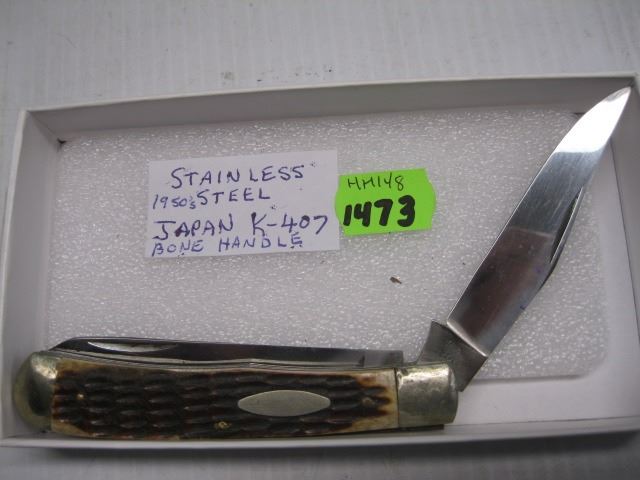 STAINLESS
1950's STEEL
JAPAN K-407
BONE HANDLE
HH148
1473